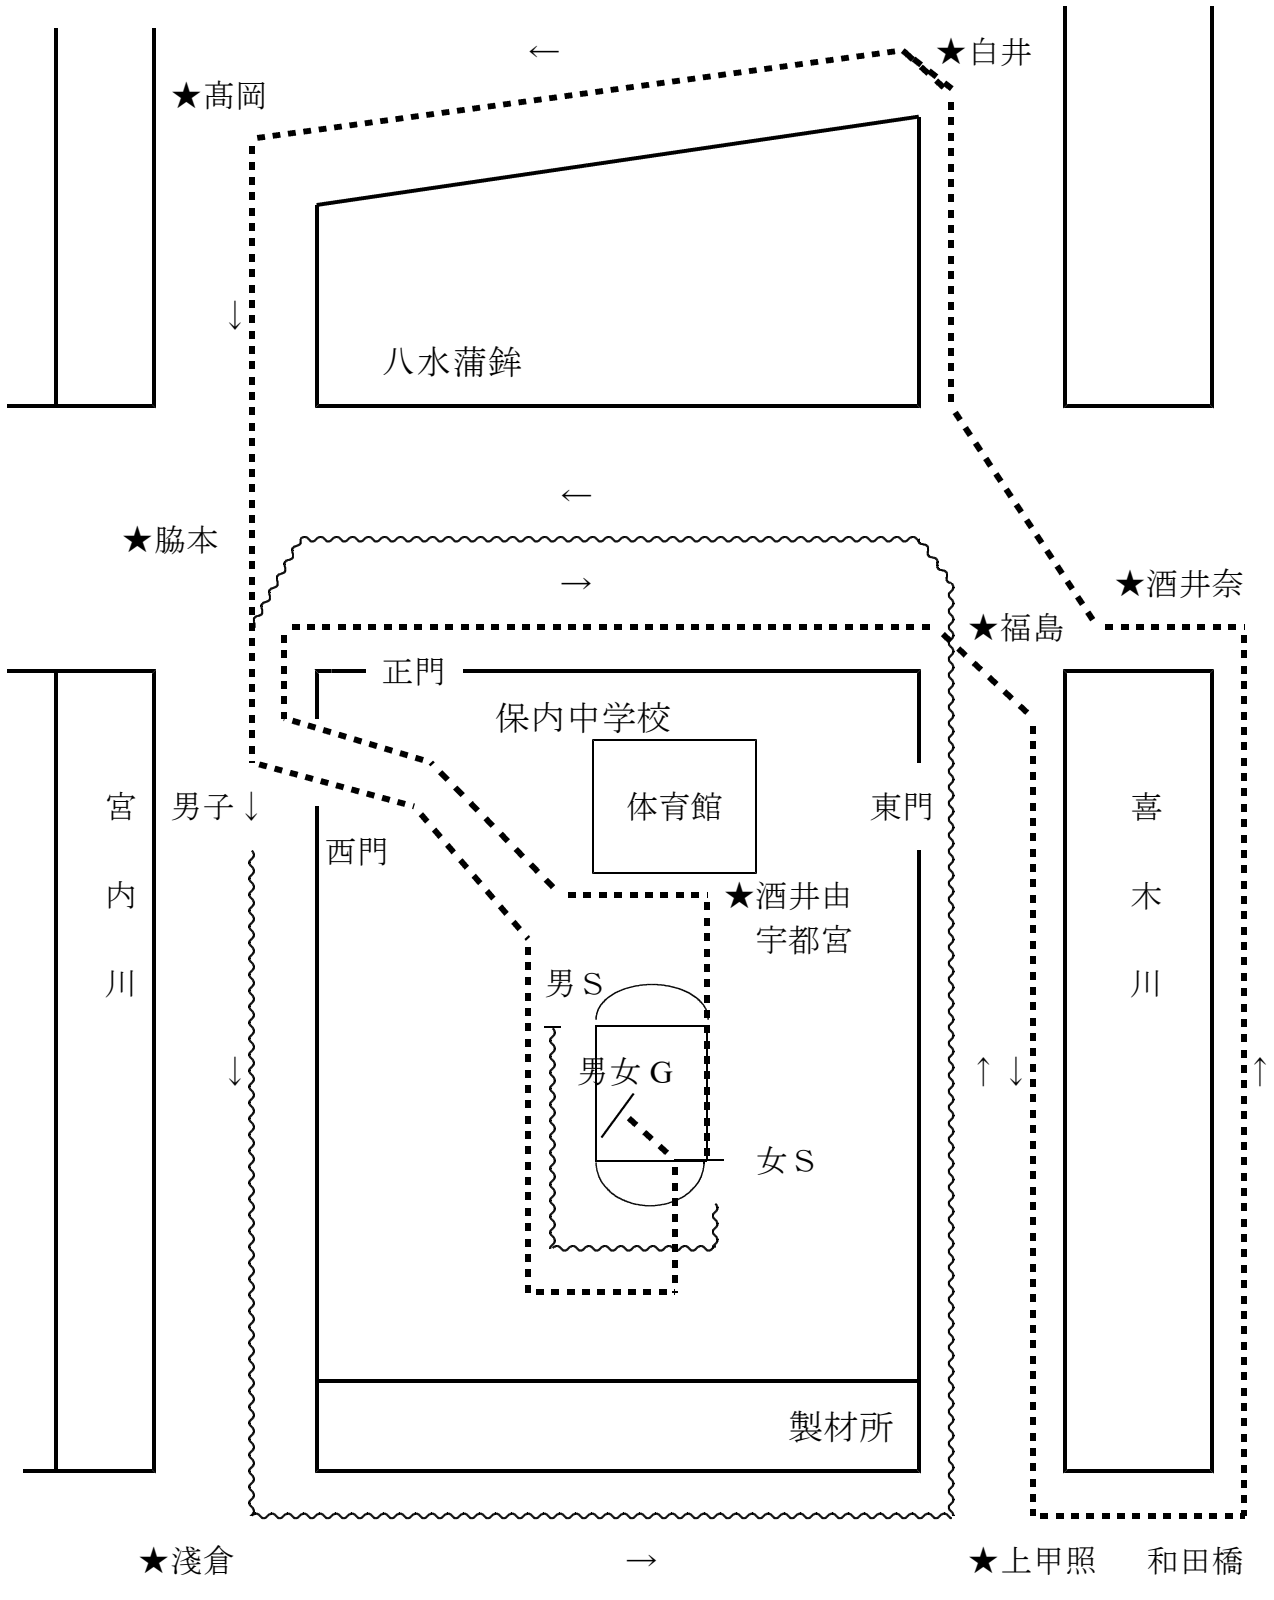 ←
★白井
★髙岡
↓
八水蒲鉾
←
★脇本
→
★酒井奈
★福島
正門
保内中学校
宮内川
男子↓
体育館
東門
喜木川
西門
★酒井由
宇都宮
男S
↓
男女G
↑↓
↑
女S
製材所
★淺倉
→
★上甲照
和田橋